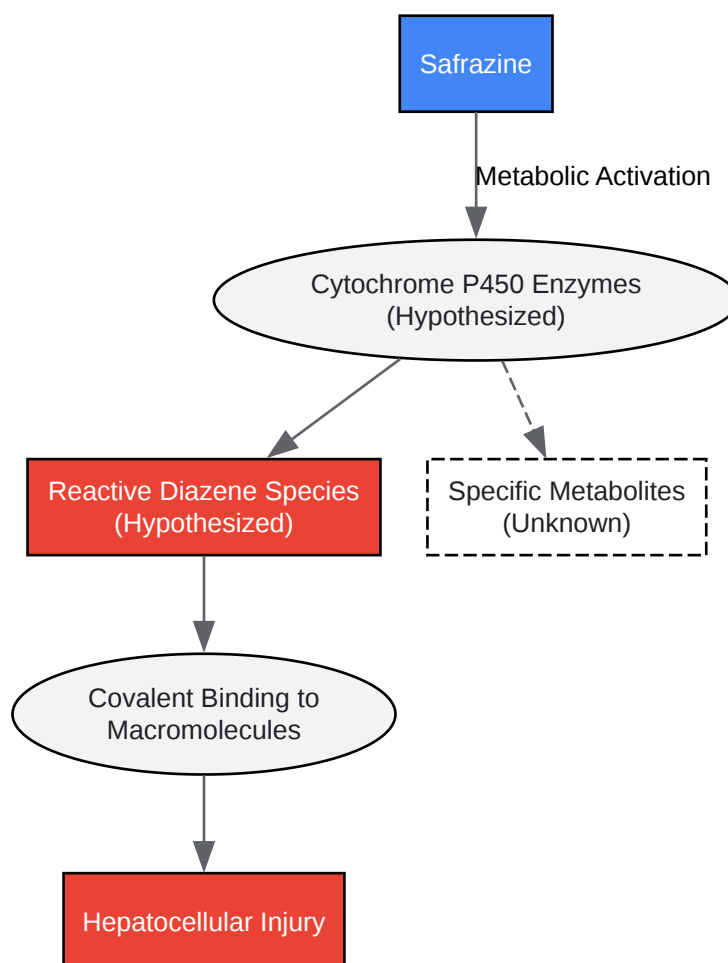 Safrazine
Metabolic Activation
Cytochrome P450 Enzymes
(Hypothesized)
Reactive Diazene Species
(Hypothesized)
Specific Metabolites
(Unknown)
Covalent Binding to
Macromolecules
Hepatocellular Injury